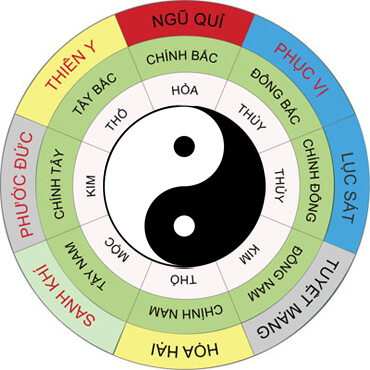 NGŨ QUỈ
PHỤC VỊ
LỤC SÁT
TUYỆT MẠNG
HỌA HẠI
SANH KHÍ
PHƯỚC ĐỨC
THIÊN Y
CHÍNH BẮC
ĐÔNG BẮC
CHÍNH ĐÔNG
ĐÔNG NAM
CHÍNH NAM
TÂY NAM
CHÍNH TÂY
TÂY BẮC
HỎA
THỦY
THỦY
KIM
THỔ
MỘC
KIM
THỔ